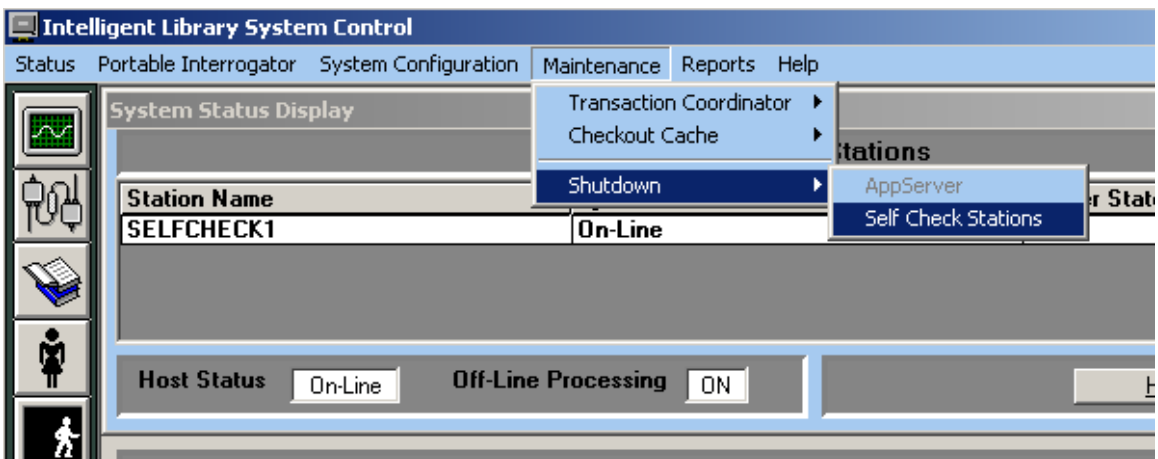 Intelligent Library System Control
Status Portable Interrogator System Configuration Maintenance Reports Help
System Status Display
Transaction Coordinator
Checkout Cache
Shutdown
AppServer
Self Check Stations
Station Name
SELFCHECK1 On-Line
Host Status On-Line Off-Line Processing ON